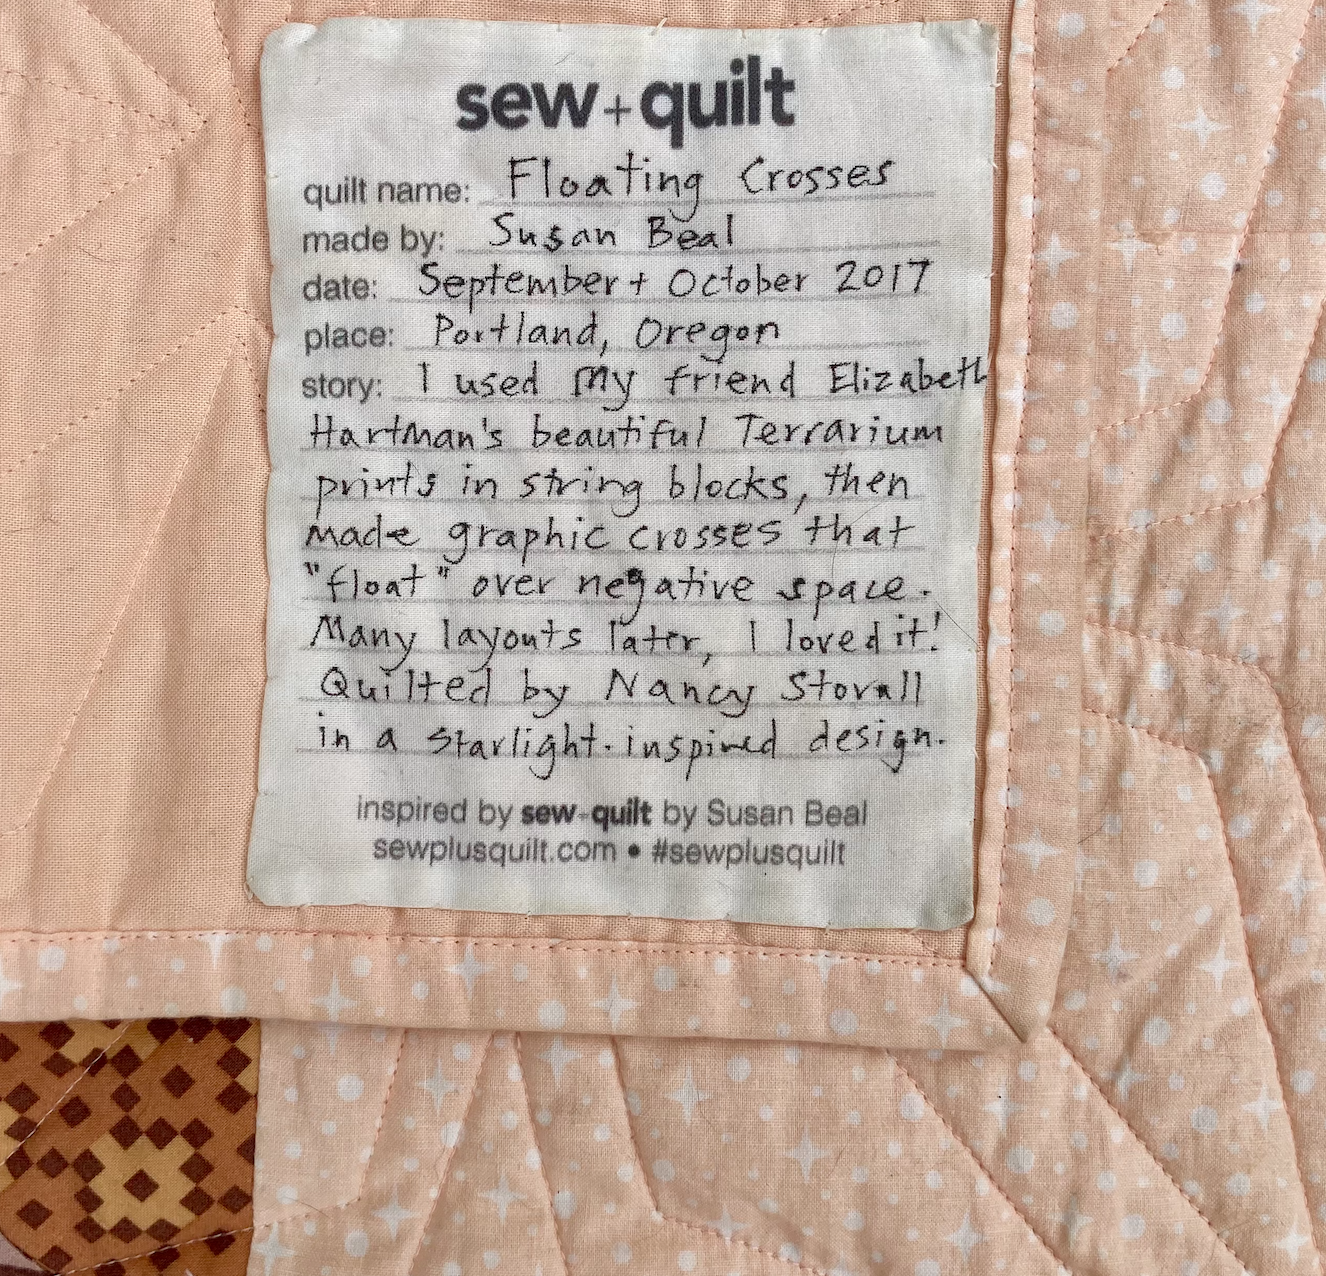 sew+quilt
quilt name: Floating Crosses
made by: Susan Beal
date: September + October 2017
place: Portland, Oregon
story: I used my friend Elizabeth
Hartman's beautiful Terrarium
prints in string blocks, then
made graphic crosses that
"float" over negative space.
Many layouts later, I loved it!
Quilted by Nancy Stovall
in a starlight-inspired design.
inspired by sew+quilt by Susan Beal
sewplusquilt.com • #sewplusquilt